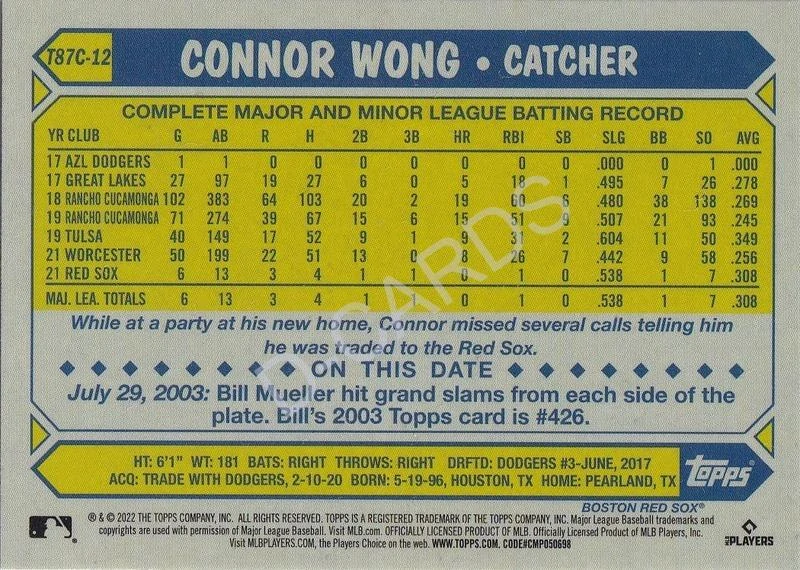 T87C-12
CONNOR WONG • CATCHER
COMPLETE MAJOR AND MINOR LEAGUE BATTING RECORD
YR CLUB G AB R H 2B 3B HR RBI SB SLG BB SO AVG
17 AZL DODGERS 1 1 0 0 0 0 0 0 0 .000 0 1 .000
17 GREAT LAKES 27 97 19 27 6 0 5 18 1 .495 7 26 .278
18 RANCHO CUCAMONGA 102 383 64 103 20 2 19 60 6 .480 38 138 .269
19 RANCHO CUCAMONGA 71 274 39 67 15 6 15 51 9 .507 21 93 .245
19 TULSA 40 149 17 52 9 1 9 31 2 .604 11 50 .349
21 WORCESTER 50 199 22 51 13 0 8 26 7 .442 9 58 .256
21 RED SOX 6 13 3 4 1 1 0 1 0 .538 1 7 .308
MAJ. LEA. TOTALS 6 13 3 4 1 1 0 1 0 .538 1 7 .308
While at a party at his new home, Connor missed several calls telling him
he was traded to the Red Sox.
ON THIS DATE
July 29, 2003: Bill Mueller hit grand slams from each side of the
plate. Bill's 2003 Topps card is #426.
HT: 6'1" WT: 181 BATS: RIGHT THROWS: RIGHT DRFTD: DODGERS #3-JUNE, 2017
ACQ: TRADE WITH DODGERS, 2-10-20 BORN: 5-19-96, HOUSTON, TX HOME: PEARLAND, TX
topps®
BOSTON RED SOX®
® & © 2022 THE TOPPS COMPANY, INC. ALL RIGHTS RESERVED. TOPPS IS A REGISTERED TRADEMARK OF THE TOPPS COMPANY, INC. Major League Baseball trademarks and
copyrights are used with permission of Major League Baseball. Visit MLB.com. OFFICIALLY LICENSED PRODUCT OF MLB. Officially Licensed Product of MLB Players, Inc.
Visit MLBPLAYERS.com, the Players Choice on the web. WWW.TOPPS.COM. CODE#CMP050698
MLB PLAYERS
D CARDS